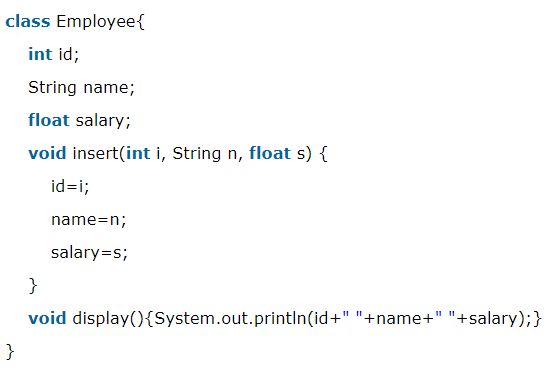 class Employee{
int id;
String name;
float salary;
void insert(int i, String n, float s) {
id=i;
name=n;
salary=s;
}
void display(){System.out.println(id+" "+name+" "+salary);}
}